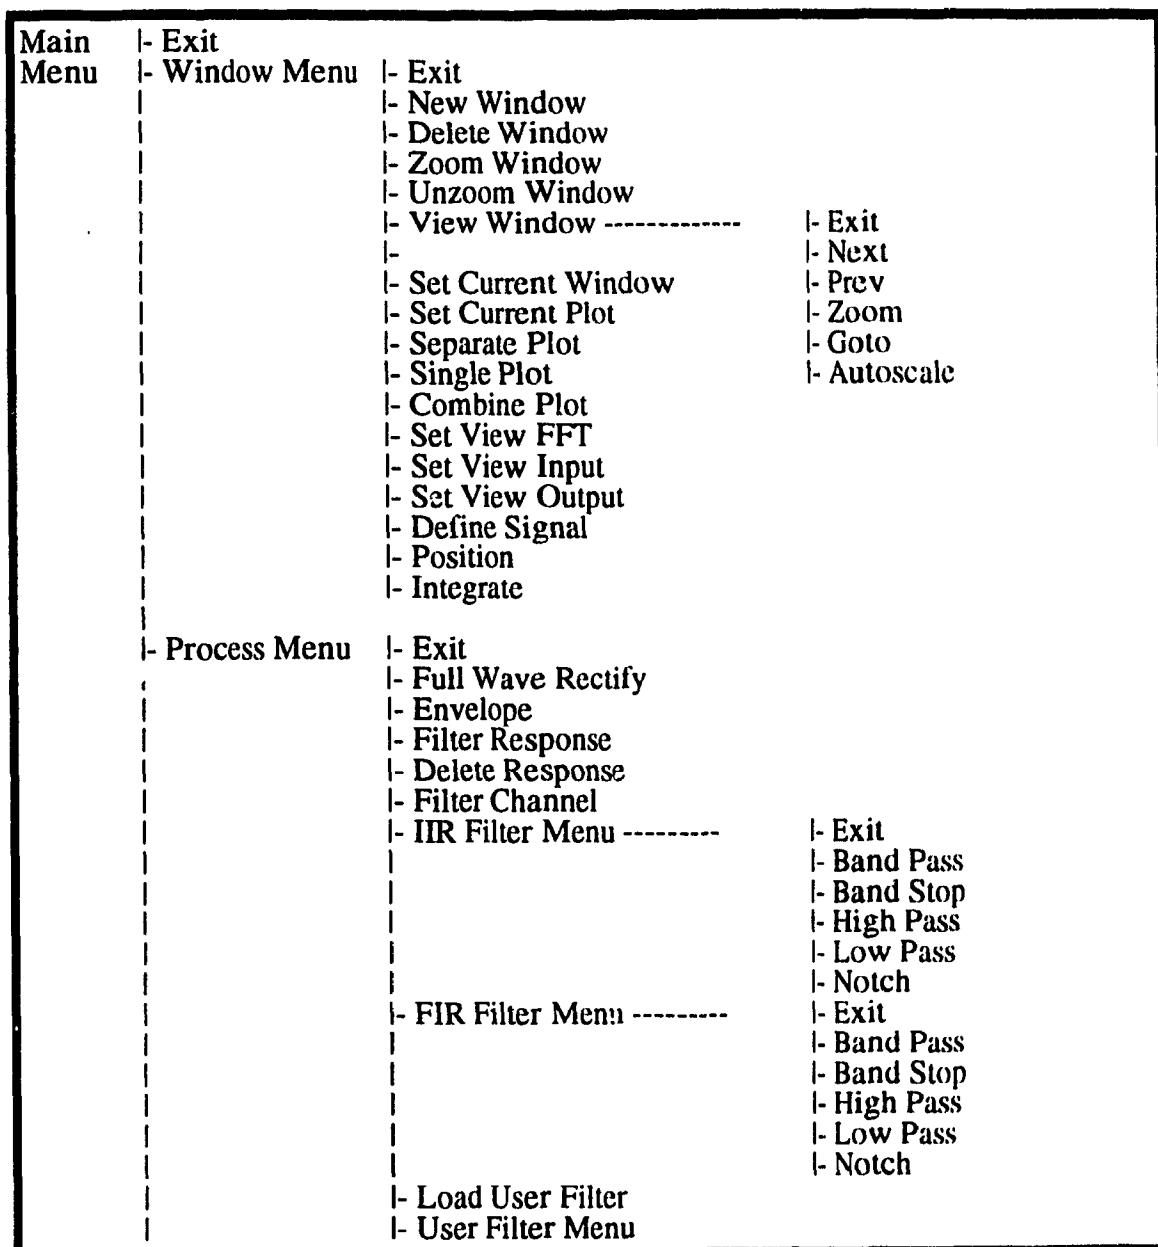 Main |- Exit
Menu |- Window Menu |- Exit
| |- New Window
| |- Delete Window
| |- Zoom Window
| |- Unzoom Window
| |- View Window ------------- |- Exit
| |- |- Next
| |- Set Current Window |- Prev
| |- Set Current Plot |- Zoom
| |- Separate Plot |- Goto
| |- Single Plot |- Autoscale
| |- Combine Plot
| |- Set View FFT
| |- Set View Input
| |- Set View Output
| |- Define Signal
| |- Position
| |- Integrate
|
|- Process Menu |- Exit
| |- Full Wave Rectify
| |- Envelope
| |- Filter Response
| |- Delete Response
| |- Filter Channel
| |- IIR Filter Menu --------- |- Exit
| | |- Band Pass
| | |- Band Stop
| | |- High Pass
| | |- Low Pass
| | |- Notch
| |- FIR Filter Menu --------- |- Exit
| | |- Band Pass
| | |- Band Stop
| | |- High Pass
| | |- Low Pass
| | |- Notch
| |- Load User Filter
| |- User Filter Menu